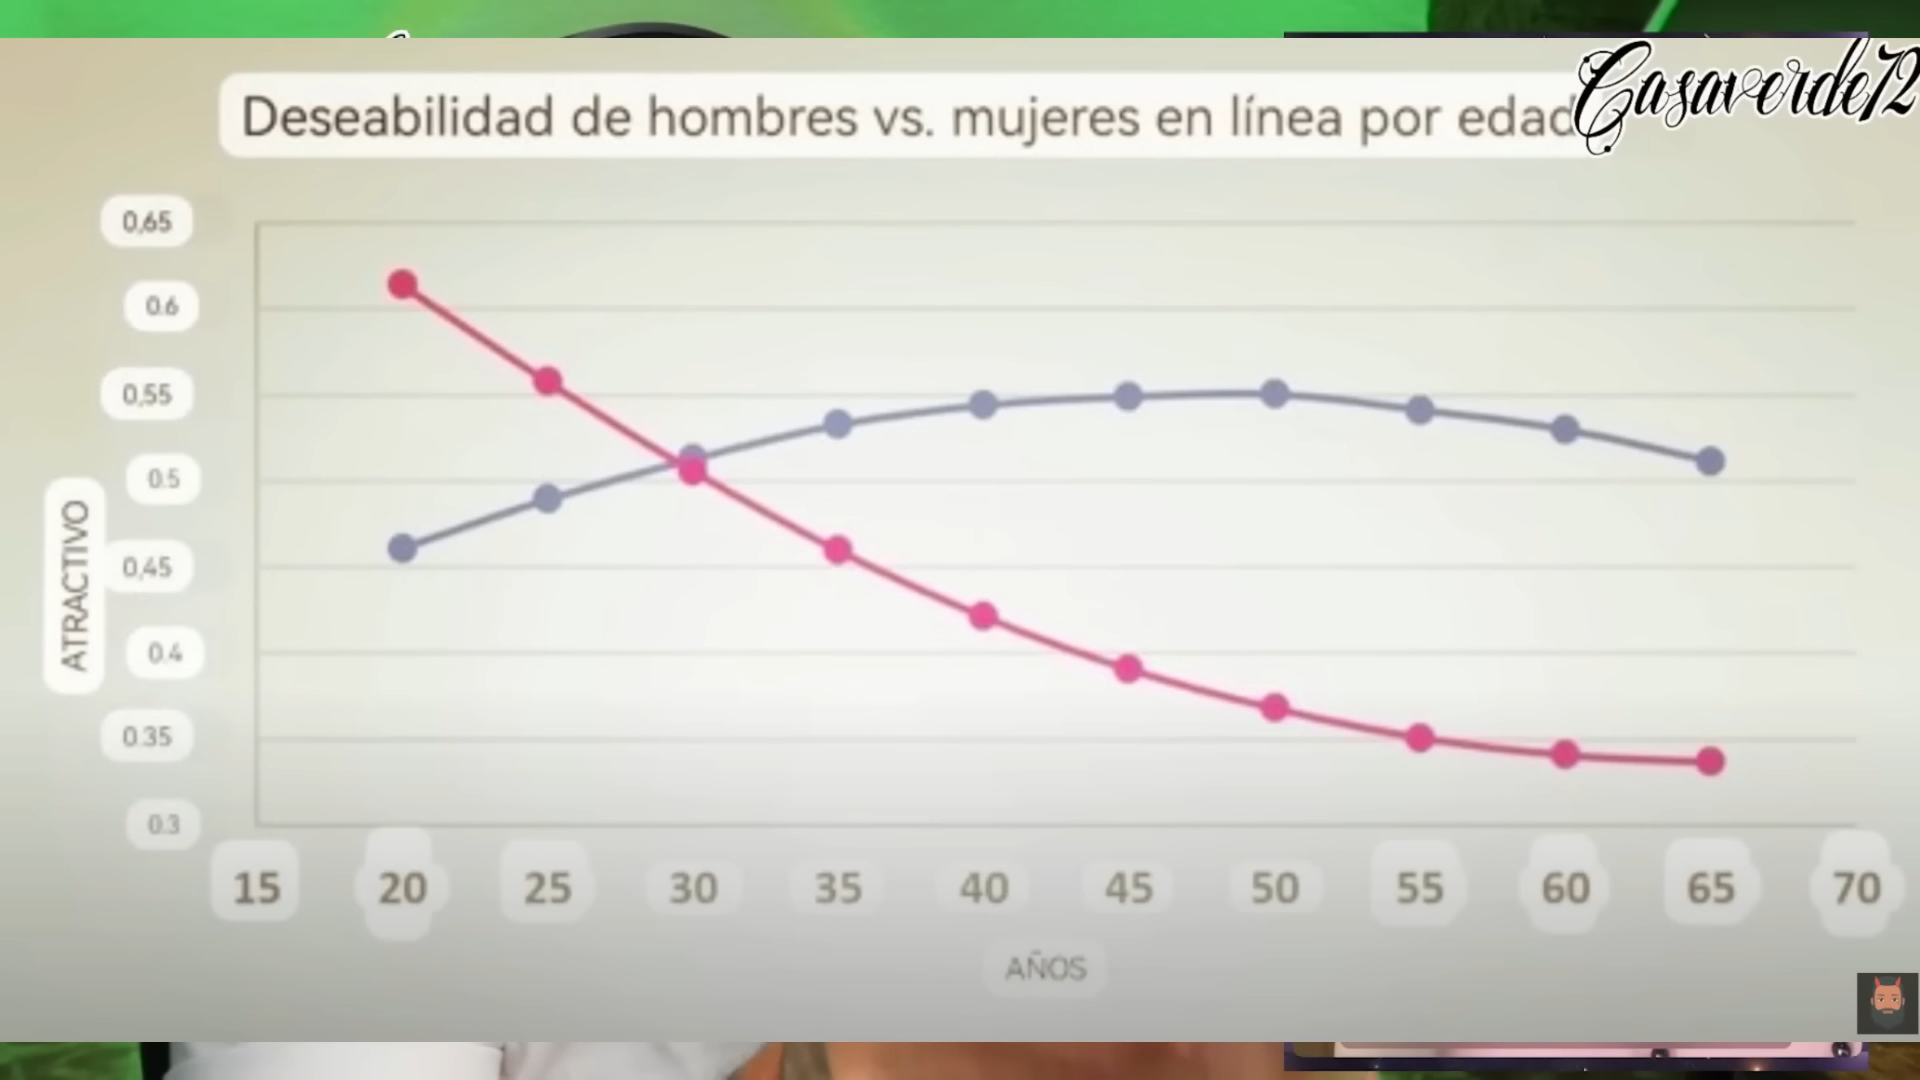 Casaverde72
Deseabilidad de hombres vs. mujeres en línea por edad
0,65
0.6
0,55
0.5
0,45
0.4
0.35
0.3
ATRACTIVO
15 20 25 30 35 40 45 50 55 60 65 70
AÑOS